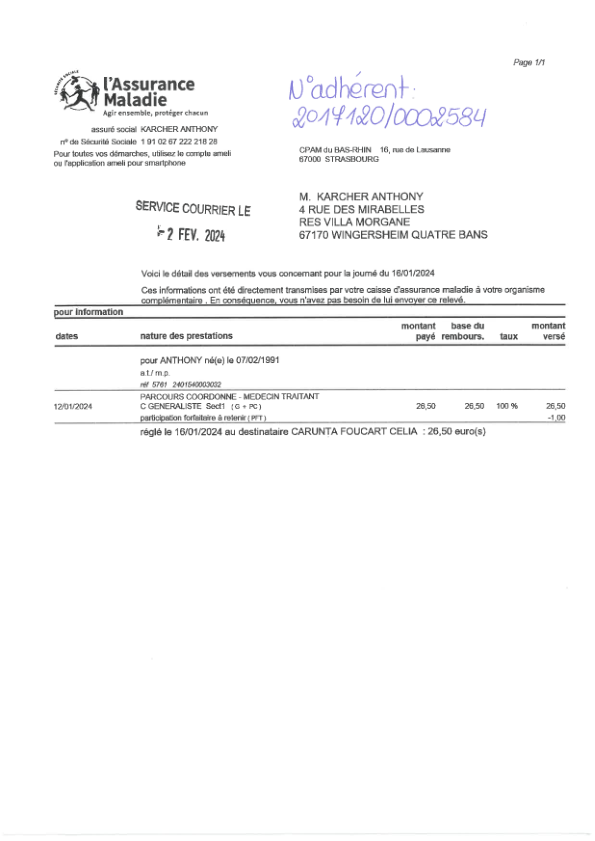 Page 1/1
SÉCURITÉ SOCIALE
l'Assurance
Maladie
Agir ensemble, protéger chacun
N°adhérent:
2017120/0002584
assuré social KARCHER ANTHONY
n° de Sécurité Sociale 1 91 02 67 222 218 28
Pour toutes vos démarches, utilisez le compte ameli
ou l'application ameli pour smartphone
CPAM du BAS-RHIN 16, rue de Lausanne
67000 STRASBOURG
SERVICE COURRIER LE
- 2 FEV. 2024
M. KARCHER ANTHONY
4 RUE DES MIRABELLES
RES VILLA MORGANE
67170 WINGERSHEIM QUATRE BANS
Voici le détail des versements vous concernant pour la journé du 16/01/2024
Ces informations ont été directement transmises par votre caisse d'assurance maladie à votre organisme
complémentaire . En conséquence, vous n'avez pas besoin de lui envoyer ce relevé.
pour information
dates nature des prestations montant payé base du rembours. taux montant versé
pour ANTHONY né(e) le 07/02/1991
a.t./ m.p.
réf 5761 2401540003032
PARCOURS COORDONNE - MEDECIN TRAITANT
12/01/2024 C GENERALISTE Sect1 ( G + PC ) 26,50 26,50 100 % 26,50
participation forfaitaire à retenir ( PFT ) -1,00
réglé le 16/01/2024 au destinataire CARUNTA FOUCART CELIA : 26,50 euro(s)